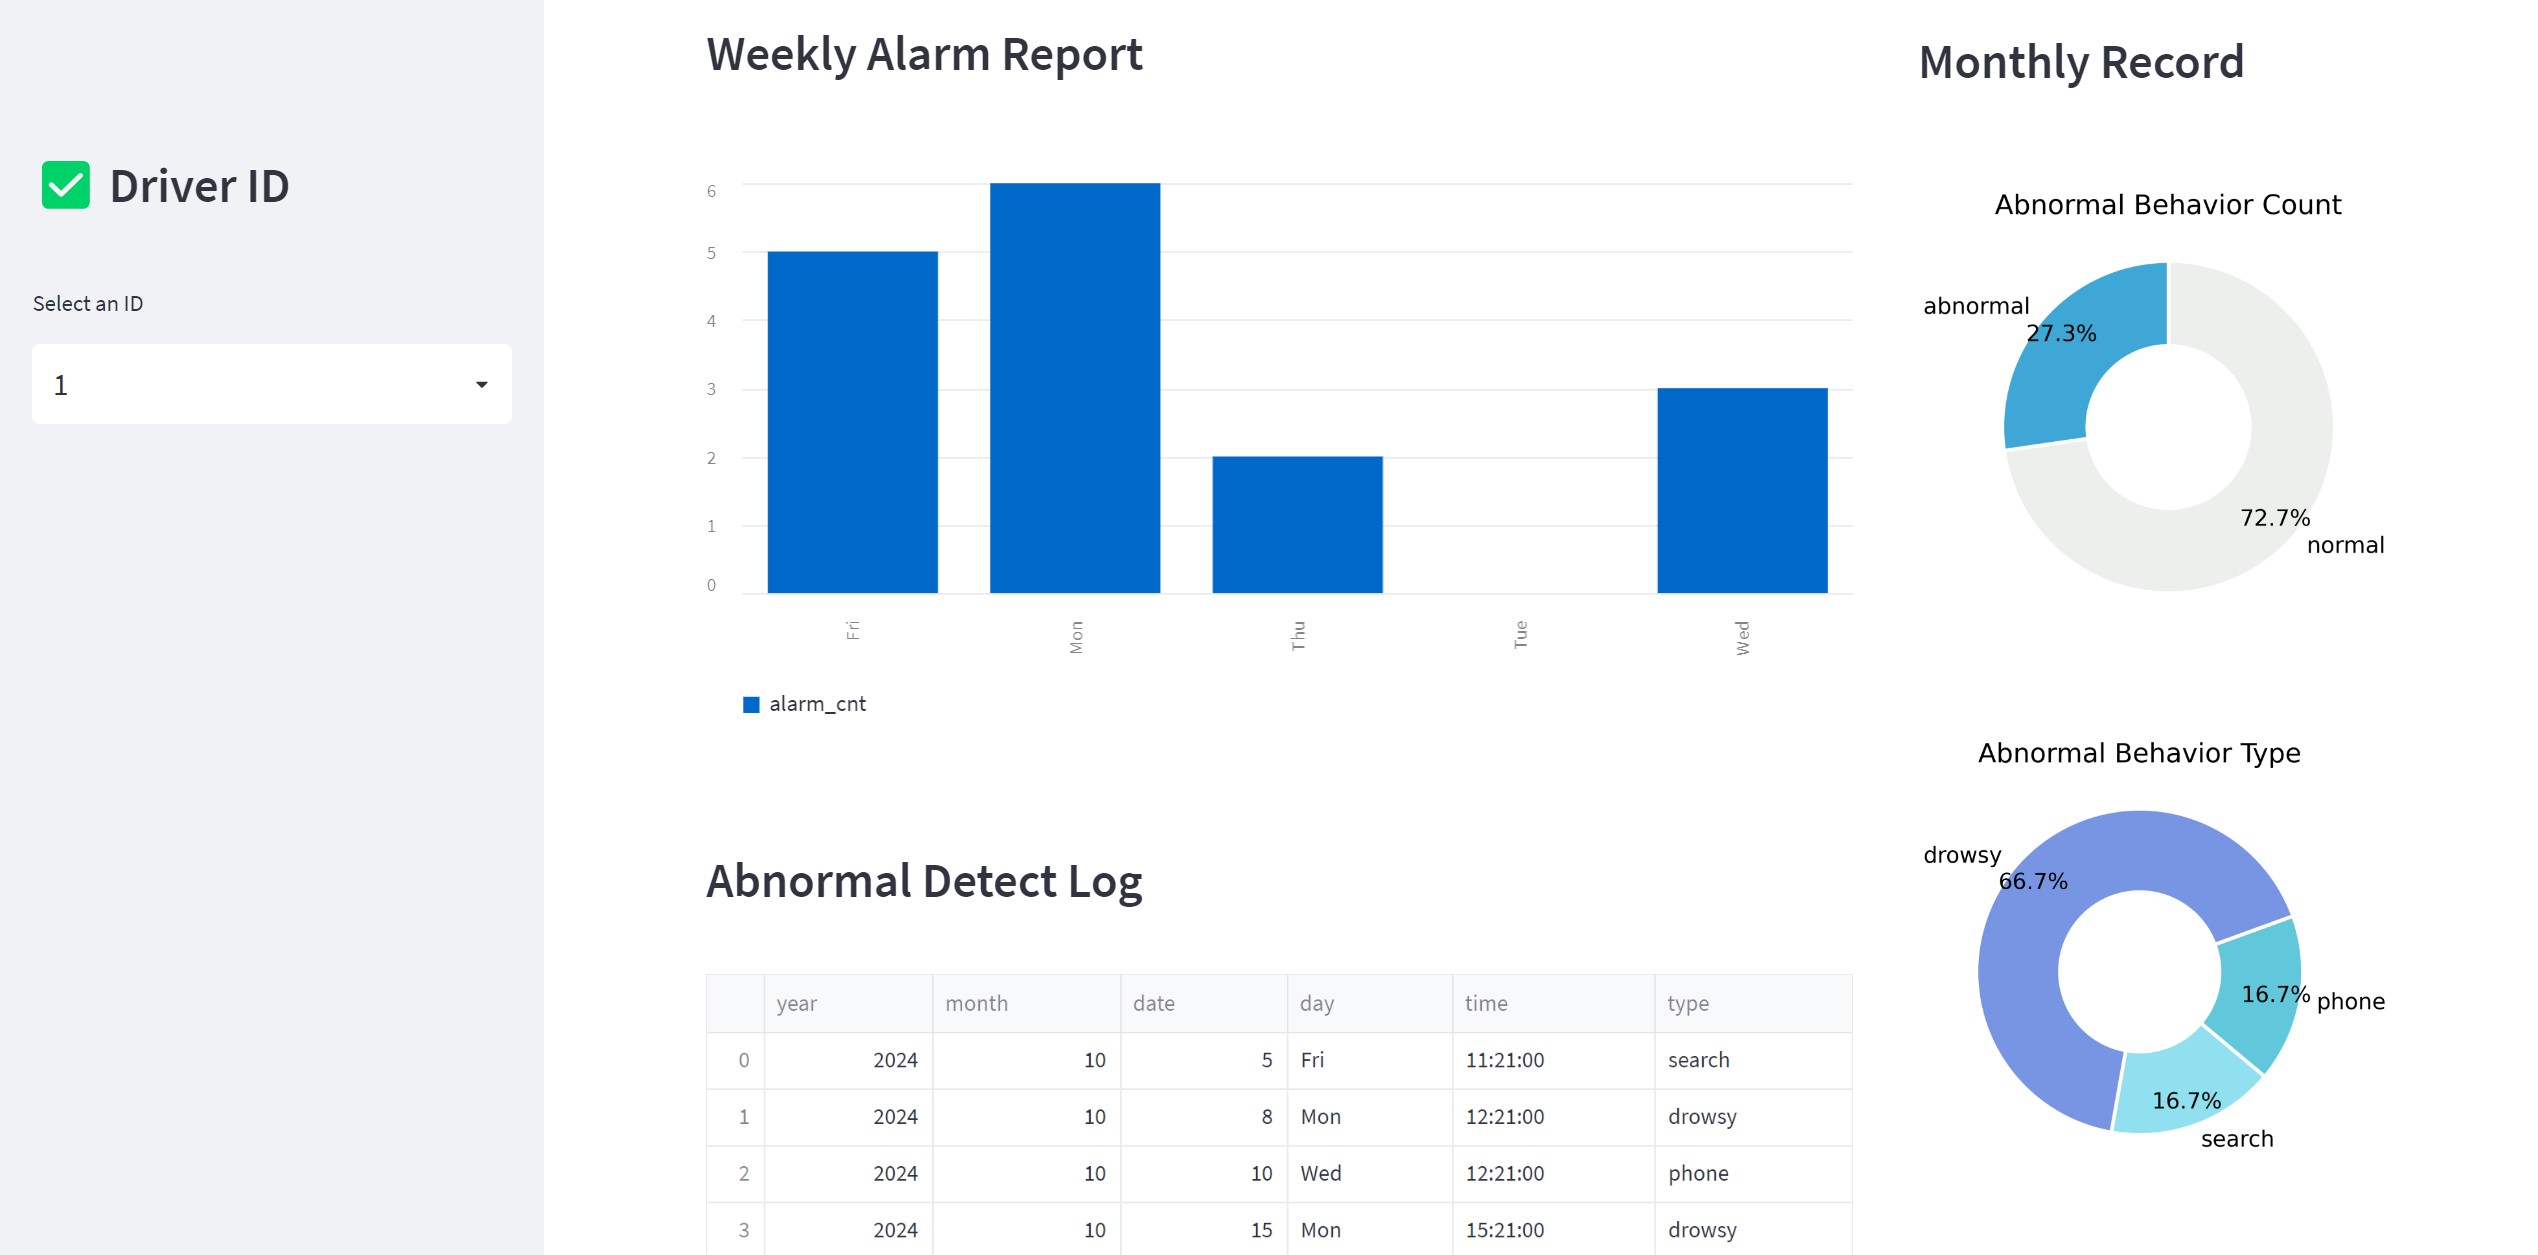 Driver ID
Select an ID
1
Weekly Alarm Report
6
5
4
3
2
1
0
Fri
Mon
Thu
Tue
Wed
alarm_cnt
Abnormal Detect Log
year month date day time type
0 2024 10 5 Fri 11:21:00 search
1 2024 10 8 Mon 12:21:00 drowsy
2 2024 10 10 Wed 12:21:00 phone
3 2024 10 15 Mon 15:21:00 drowsy
Monthly Record
Abnormal Behavior Count
abnormal
27.3%
72.7%
normal
Abnormal Behavior Type
drowsy
66.7%
16.7% phone
16.7%
search